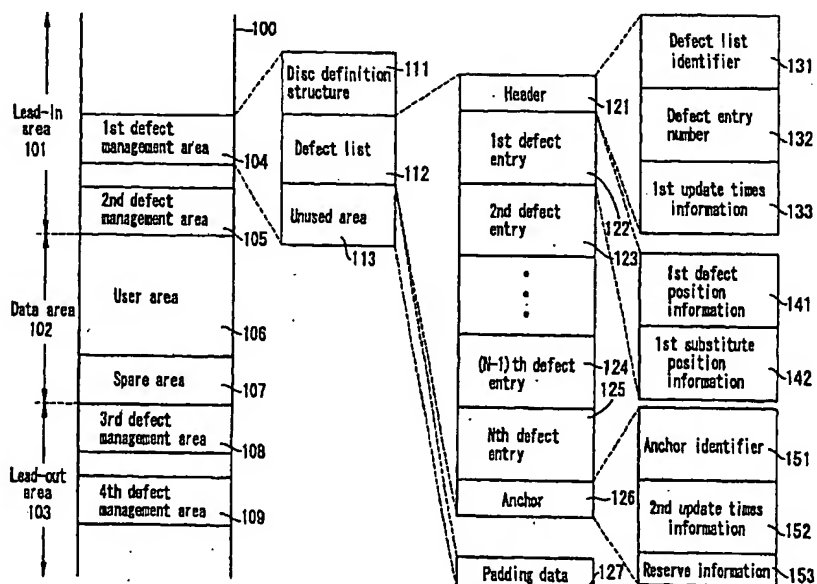 100
Lead-in
area
101
1st defect
management area
104
2nd defect
management area
105
Data area
102
User area
106
Spare area
107
3rd defect
management area
108
Lead-out
area
103
4th defect
management area
109
Disc definition
structure
111
Defect list
112
Unused area
113
Header
121
1st defect
entry
122
2nd defect
entry
123
(N-1)th defect
entry
124
125
Nth defect
entry
Anchor
126
Padding data
127
Defect list
identifier
131
Defect entry
number
132
1st update times
information
133
1st defect
position
information
141
1st substitute
position
information
142
Anchor identifier
151
2nd update times
information
152
Reserve information
153